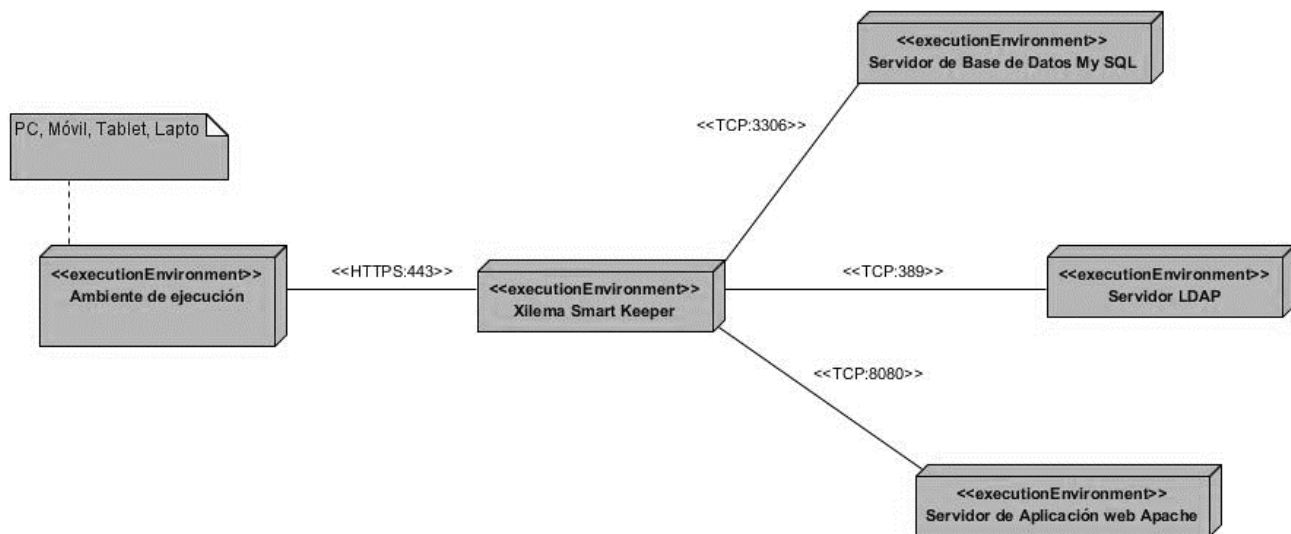 <<executionEnvironment>>
Servidor de Base de Datos My SQL
PC, Móvil, Tablet, Lapto
<<TCP:3306>>
<<executionEnvironment>>
Ambiente de ejecución
<<HTTPS:443>>
<<executionEnvironment>>
Xilema Smart Keeper
<<TCP:389>>
<<executionEnvironment>>
Servidor LDAP
<<TCP:8080>>
<<executionEnvironment>>
Servidor de Aplicación web Apache